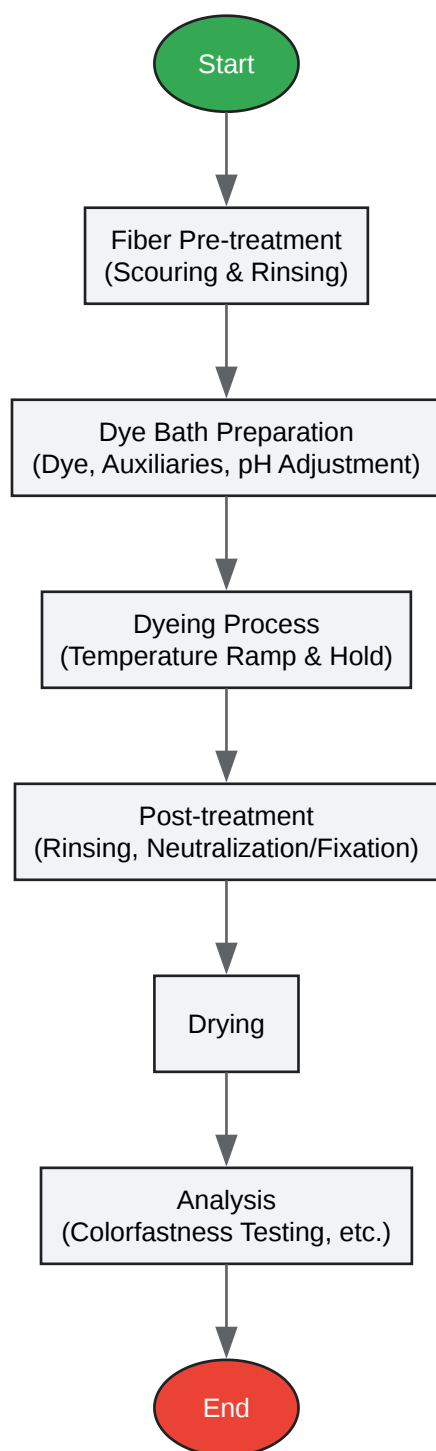 Start
Fiber Pre-treatment
(Scouring & Rinsing)
Dye Bath Preparation
(Dye, Auxiliaries, pH Adjustment)
Dyeing Process
(Temperature Ramp & Hold)
Post-treatment
(Rinsing, Neutralization/Fixation)
Drying
Analysis
(Colorfastness Testing, etc.)
End